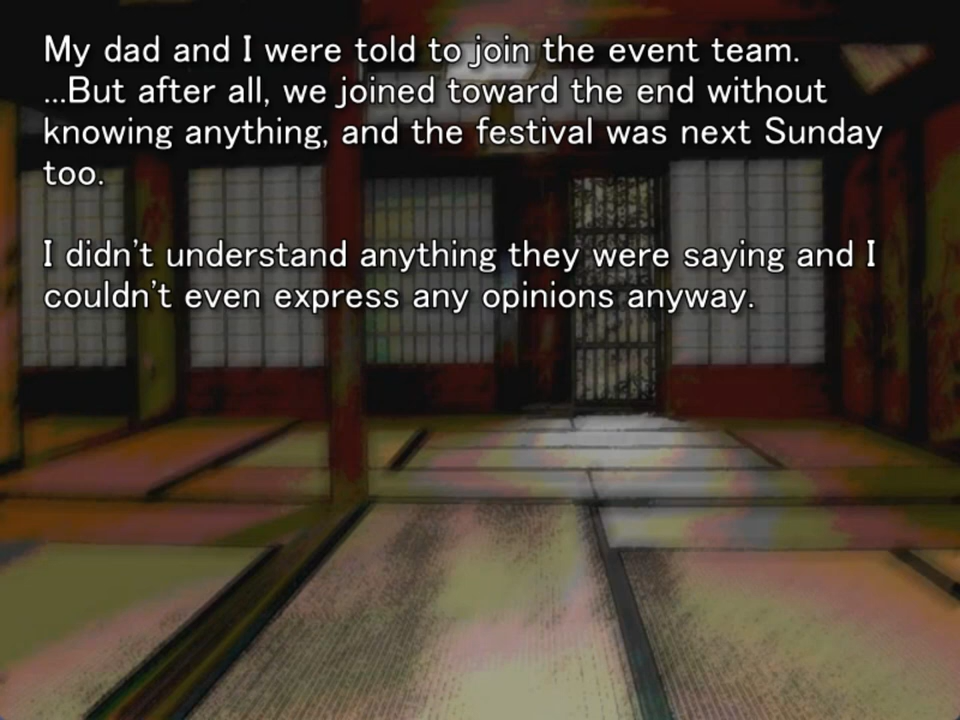 My dad and I were told to join the event team.
...But after all, we joined toward the end without
knowing anything, and the festival was next Sunday
too.
I didn't understand anything they were saying and I
couldn't even express any opinions anyway.